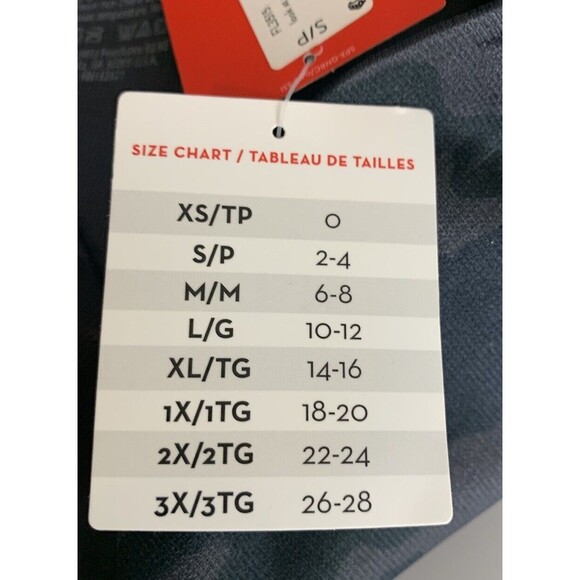 FL3515
S/P
SIZE CHART / TABLEAU DE TAILLES
XS/TP 0
S/P 2-4
M/M 6-8
L/G 10-12
XL/TG 14-16
1X/1TG 18-20
2X/2TG 22-24
3X/3TG 26-28